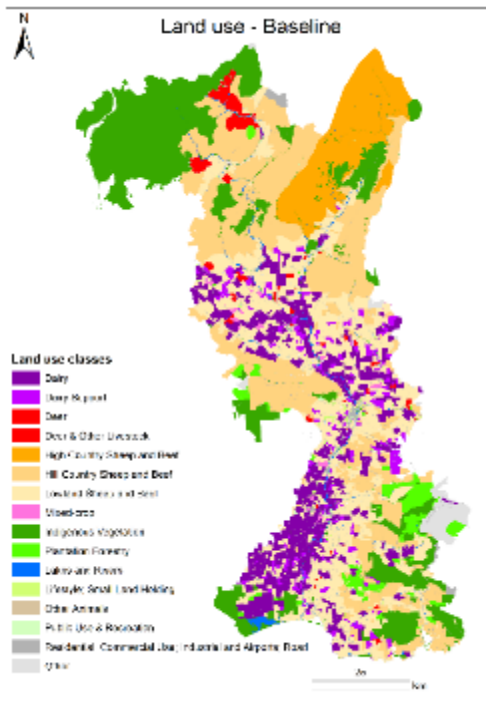 N
Land use - Baseline
Land use classes
Dairy
Dairy Support
Deer
Deer & Other Livestock
High Country Sheep and Beef
Hill Country Sheep and Beef
Lowland Sheep and Beef
Mixed-crop
Indigenous Vegetation
Plantation Forestry
Lakes and Rivers
Lifestyle; Small Land Holding
Other Animals
Public Use & Recreation
Residential; Commercial Use; Industrial and Airports; Road
Other
km